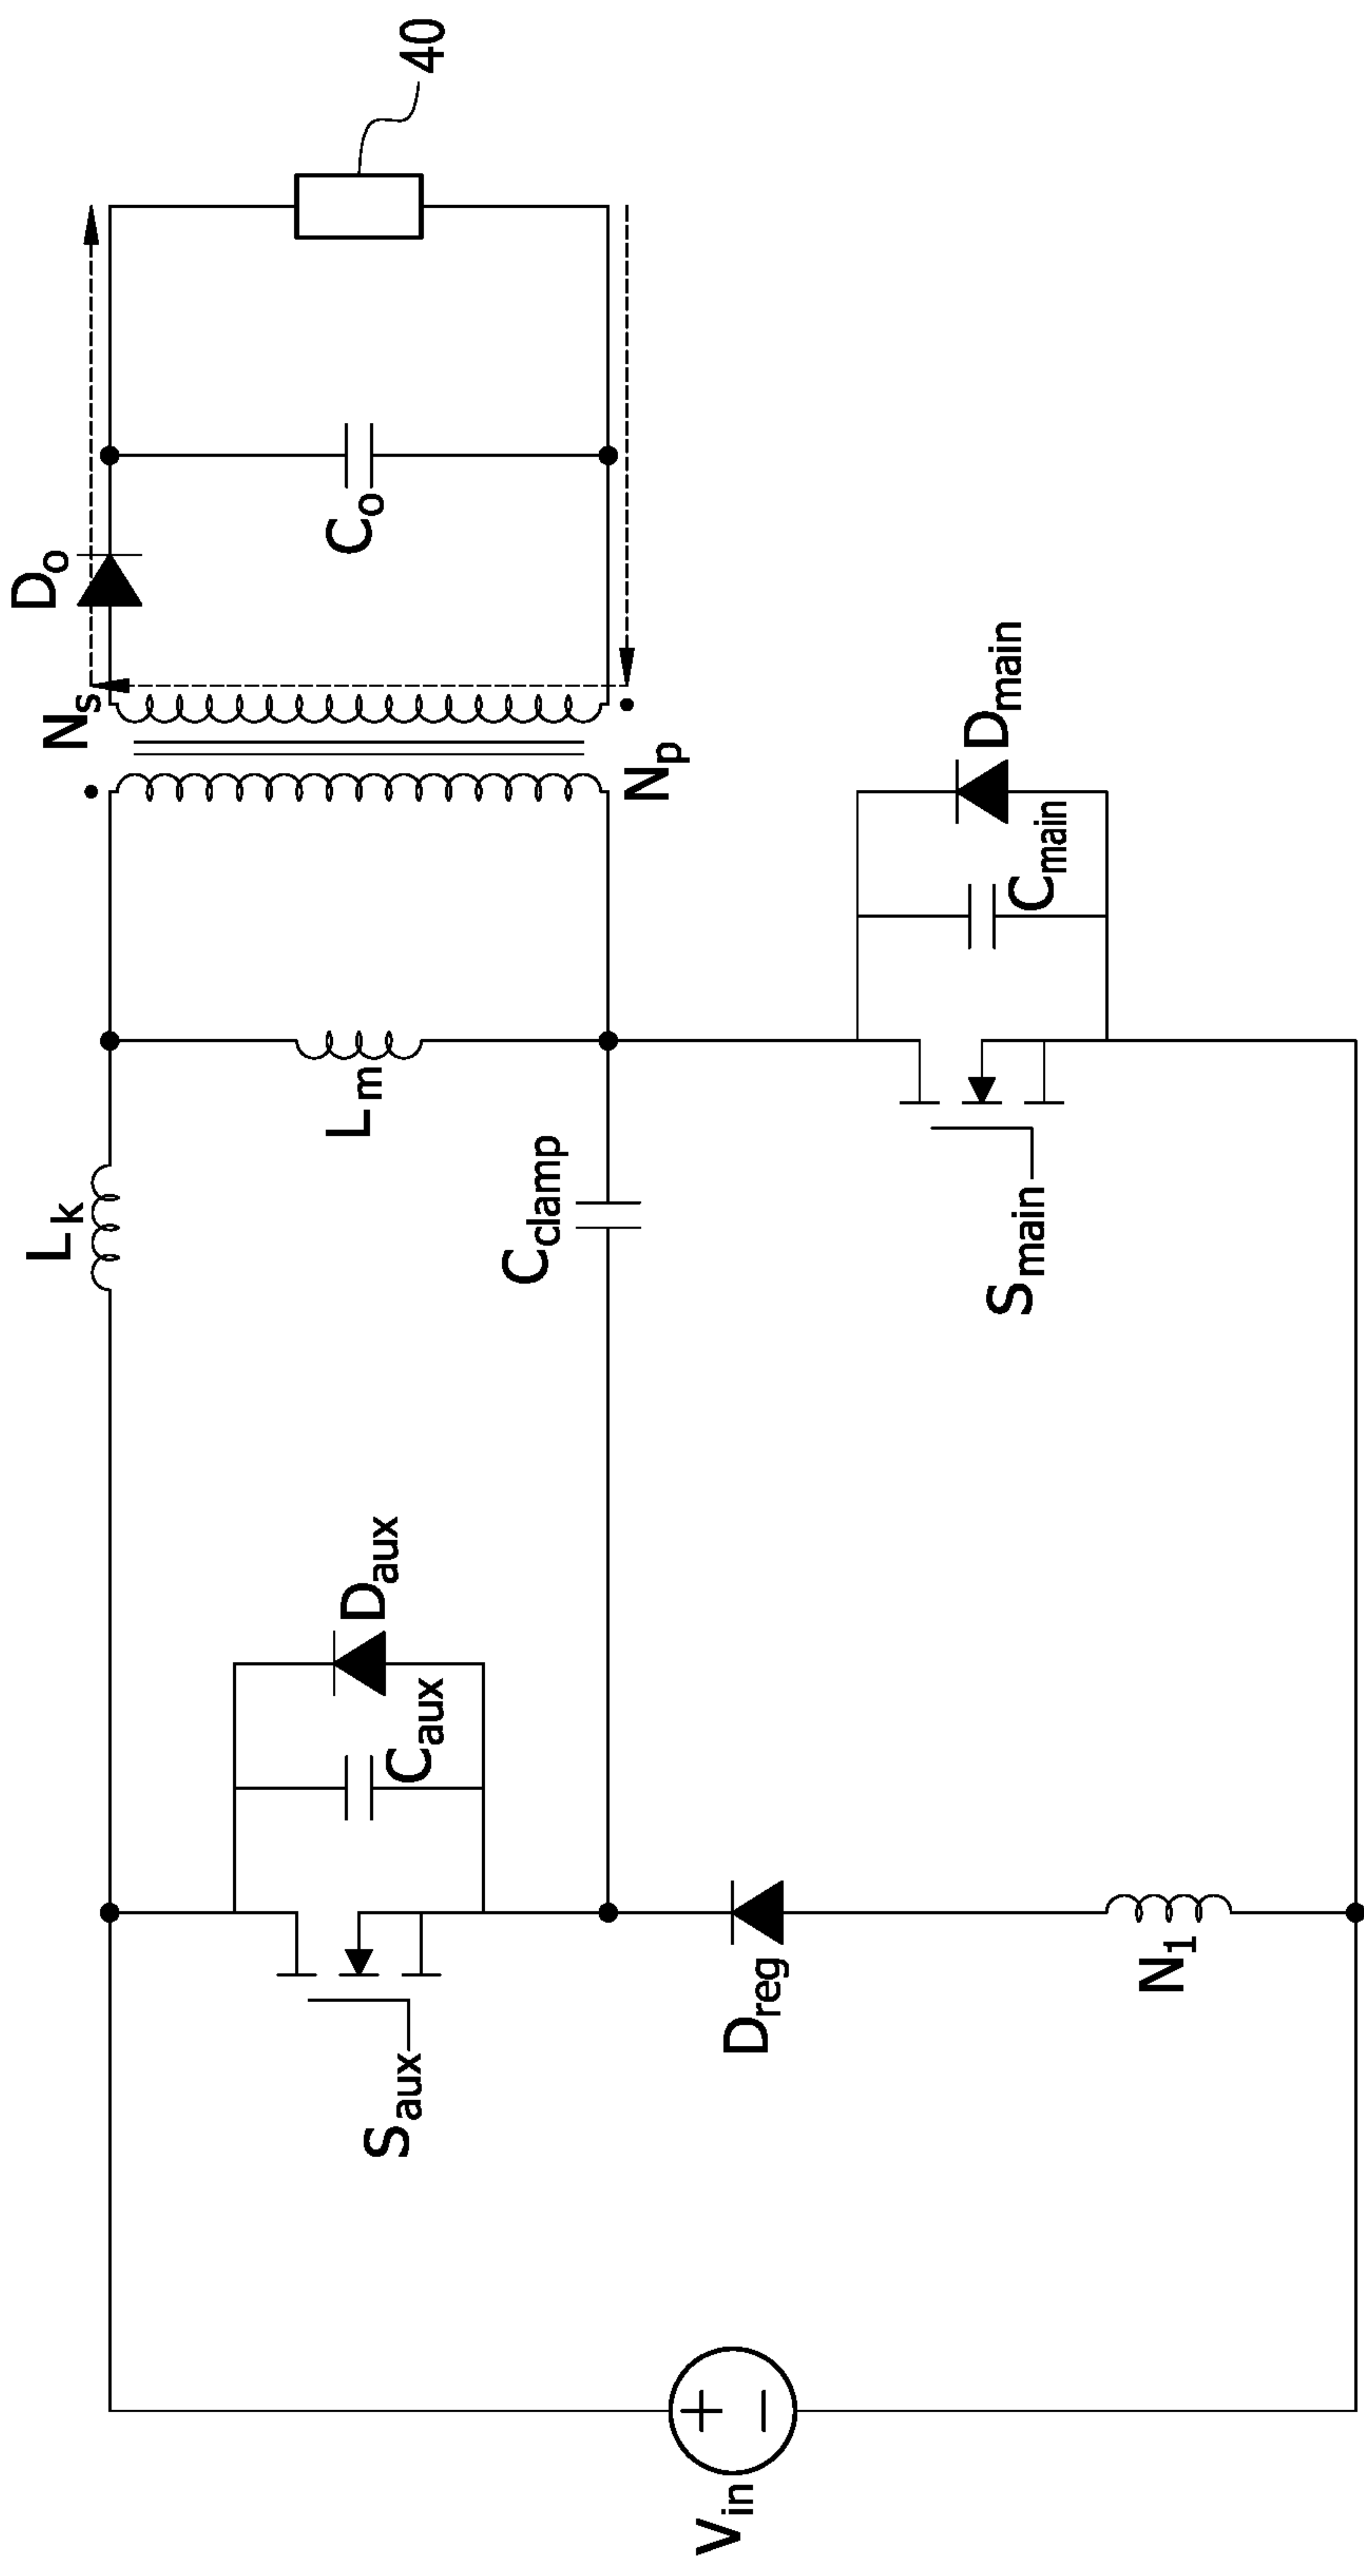 40
Do
Co
Ns
Np
Lk
Lm
Cclamp
Dmain
Cmain
Smain
Daux
Caux
Saux
Dreg
N1
Vin
+
−